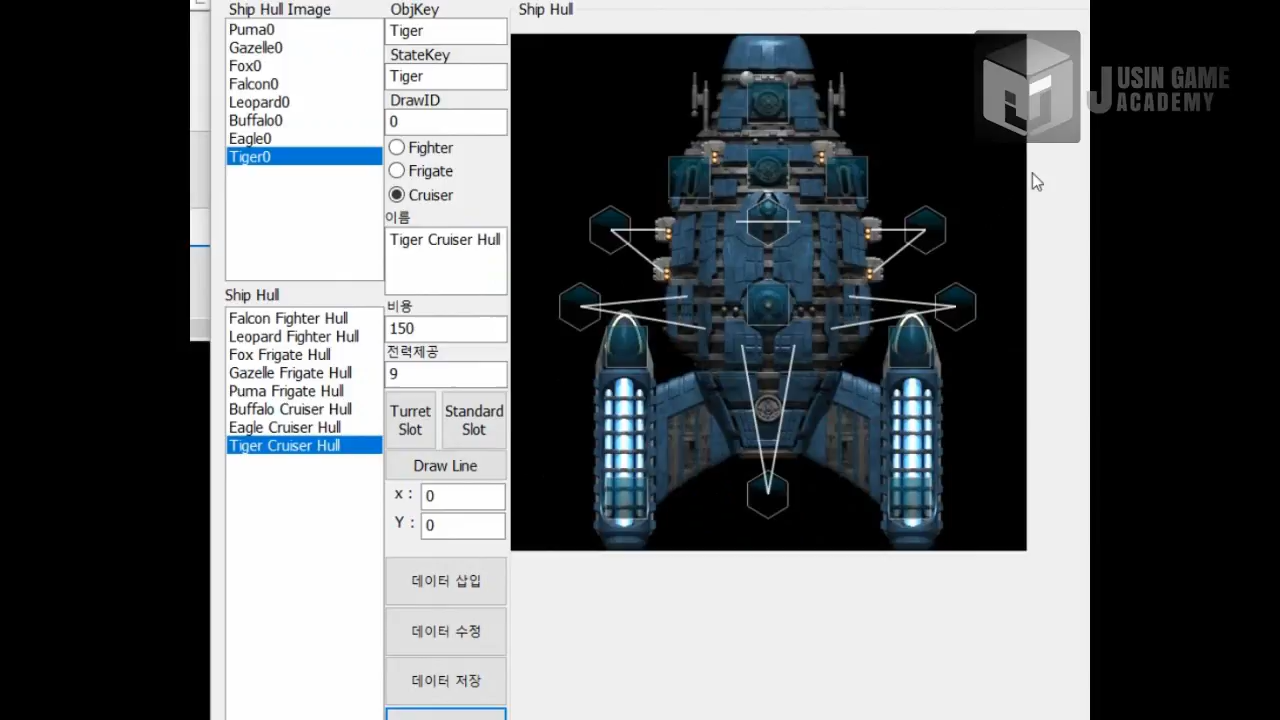 Ship Hull Image
Puma0
Gazelle0
Fox0
Falcon0
Leopard0
Buffalo0
Eagle0
Tiger0
Ship Hull
Falcon Fighter Hull
Leopard Fighter Hull
Fox Frigate Hull
Gazelle Frigate Hull
Puma Frigate Hull
Buffalo Cruiser Hull
Eagle Cruiser Hull
Tiger Cruiser Hull
ObjKey
Tiger
StateKey
Tiger
DrawID
0
Fighter
Frigate
Cruiser
이름
Tiger Cruiser Hull
비용
150
전력제공
9
Turret
Slot
Standard
Slot
Draw Line
x : 0
Y : 0
데이터 삽입
데이터 수정
데이터 저장
Ship Hull
JUSIN GAME
ACADEMY